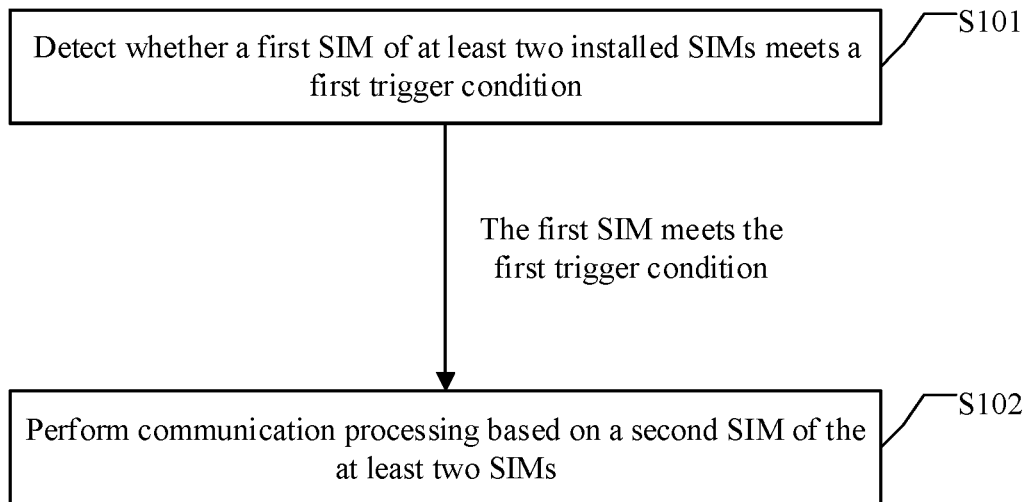 S101
Detect whether a first SIM of at least two installed SIMs meets a
first trigger condition
The first SIM meets the
first trigger condition
S102
Perform communication processing based on a second SIM of the
at least two SIMs